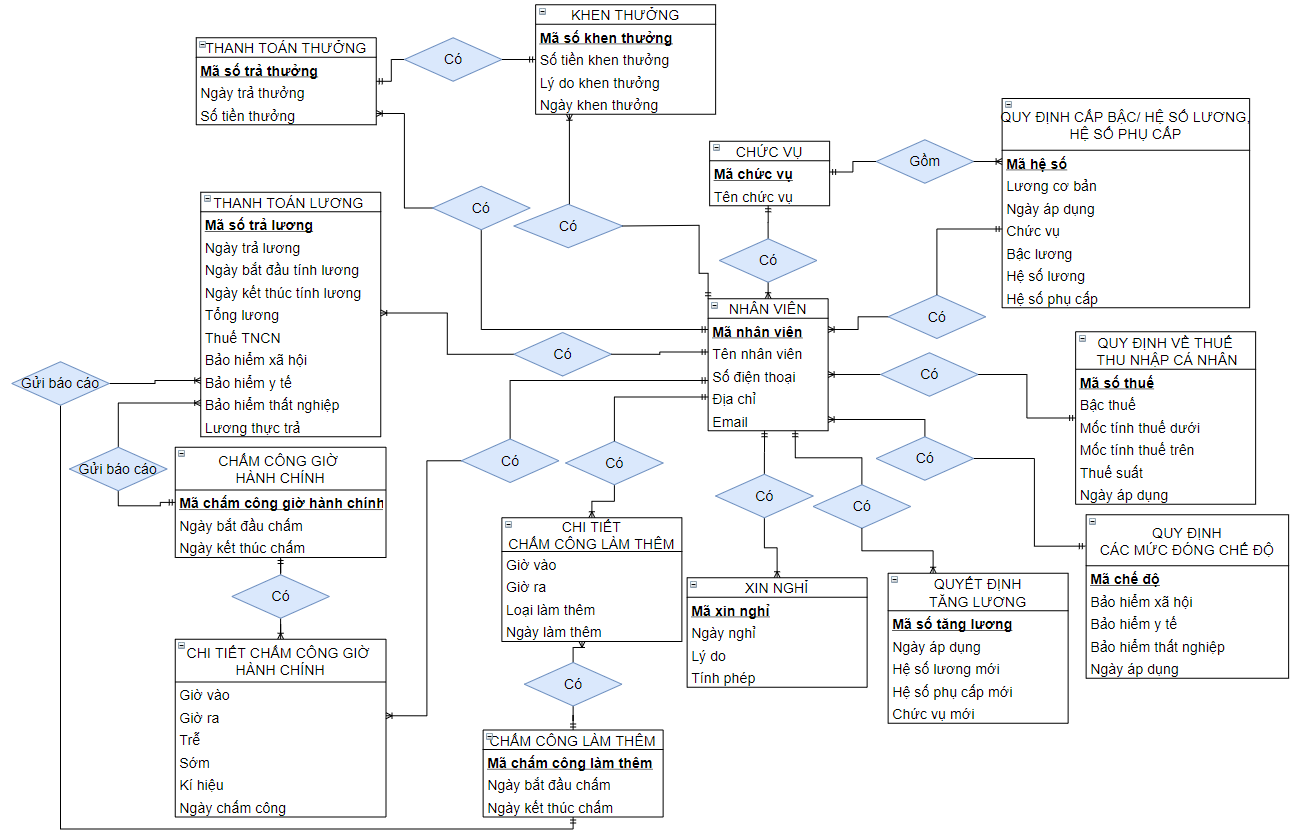 KHEN THƯỞNG
Mã số khen thưởng
Số tiền khen thưởng
Lý do khen thưởng
Ngày khen thưởng
THANH TOÁN THƯỞNG
Mã số trả thưởng
Ngày trả thưởng
Số tiền thưởng
Có
Có
Có
CHỨC VỤ
Mã chức vụ
Tên chức vụ
Gồm
QUY ĐỊNH CẤP BẬC/ HỆ SỐ LƯƠNG,
HỆ SỐ PHỤ CẤP
Mã hệ số
Lương cơ bản
Ngày áp dụng
Chức vụ
Bậc lương
Hệ số lương
Hệ số phụ cấp
Có
Có
THANH TOÁN LƯƠNG
Mã số trả lương
Ngày trả lương
Ngày bắt đầu tính lương
Ngày kết thúc tính lương
Tổng lương
Thuế TNCN
Bảo hiểm xã hội
Bảo hiểm y tế
Bảo hiểm thất nghiệp
Lương thực trả
Có
NHÂN VIÊN
Mã nhân viên
Tên nhân viên
Số điện thoại
Địa chỉ
Email
Có
QUY ĐỊNH VỀ THUẾ
THU NHẬP CÁ NHÂN
Mã số thuế
Bậc thuế
Mốc tính thuế dưới
Mốc tính thuế trên
Thuế suất
Ngày áp dụng
Gửi báo cáo
Gửi báo cáo
Có
Có
Có
Có
Có
CHẤM CÔNG GIỜ
HÀNH CHÍNH
Mã chấm công giờ hành chính
Ngày bắt đầu chấm
Ngày kết thúc chấm
Có
CHI TIẾT
CHẤM CÔNG LÀM THÊM
Giờ vào
Giờ ra
Loại làm thêm
Ngày làm thêm
Có
XIN NGHỈ
Mã xin nghỉ
Ngày nghỉ
Lý do
Tính phép
QUYẾT ĐỊNH
TĂNG LƯƠNG
Mã số tăng lương
Ngày áp dụng
Hệ số lương mới
Hệ số phụ cấp mới
Chức vụ mới
QUY ĐỊNH
CÁC MỨC ĐÓNG CHẾ ĐỘ
Mã chế độ
Bảo hiểm xã hội
Bảo hiểm y tế
Bảo hiểm thất nghiệp
Ngày áp dụng
CHI TIẾT CHẤM CÔNG GIỜ
HÀNH CHÍNH
Giờ vào
Giờ ra
Trễ
Sớm
Kí hiệu
Ngày chấm công
CHẤM CÔNG LÀM THÊM
Mã chấm công làm thêm
Ngày bắt đầu chấm
Ngày kết thúc chấm